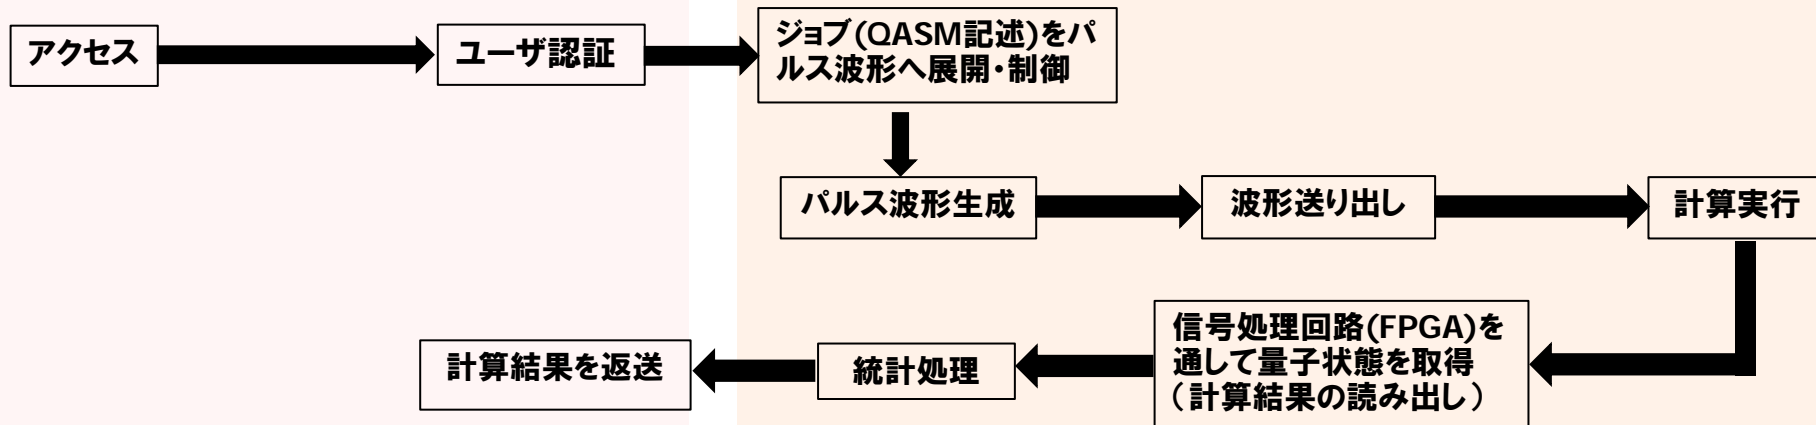 アクセス
ユーザ認証
ジョブ(QASM記述)をパ
ルス波形へ展開・制御
パルス波形生成
波形送り出し
計算実行
信号処理回路(FPGA)を
通して量子状態を取得
(計算結果の読み出し)
統計処理
計算結果を返送